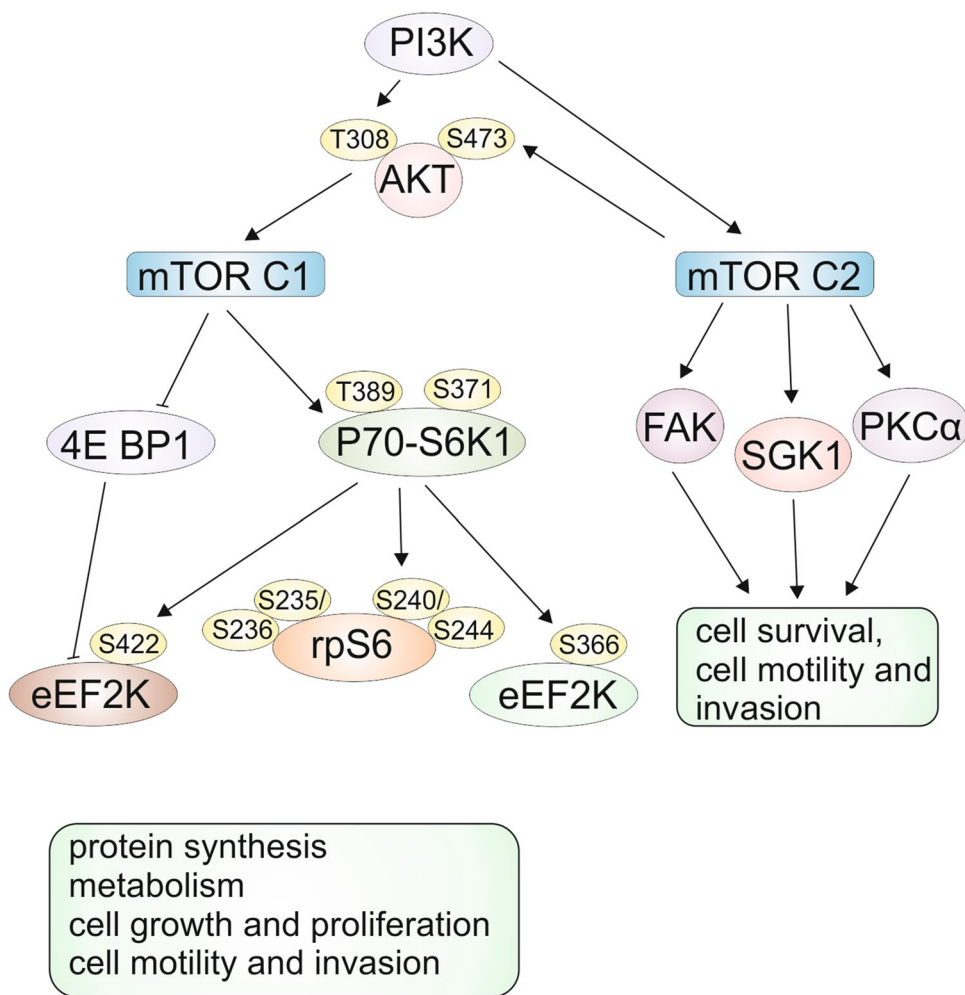 PI3K
T308
S473
AKT
mTOR C1
mTOR C2
T389
S371
4E BP1
P70-S6K1
FAK
SGK1
PKCα
S235/
S236
S240/
S244
rpS6
S422
eEF2K
S366
eEF2K
cell survival,
cell motility and
invasion
protein synthesis
metabolism
cell growth and proliferation
cell motility and invasion